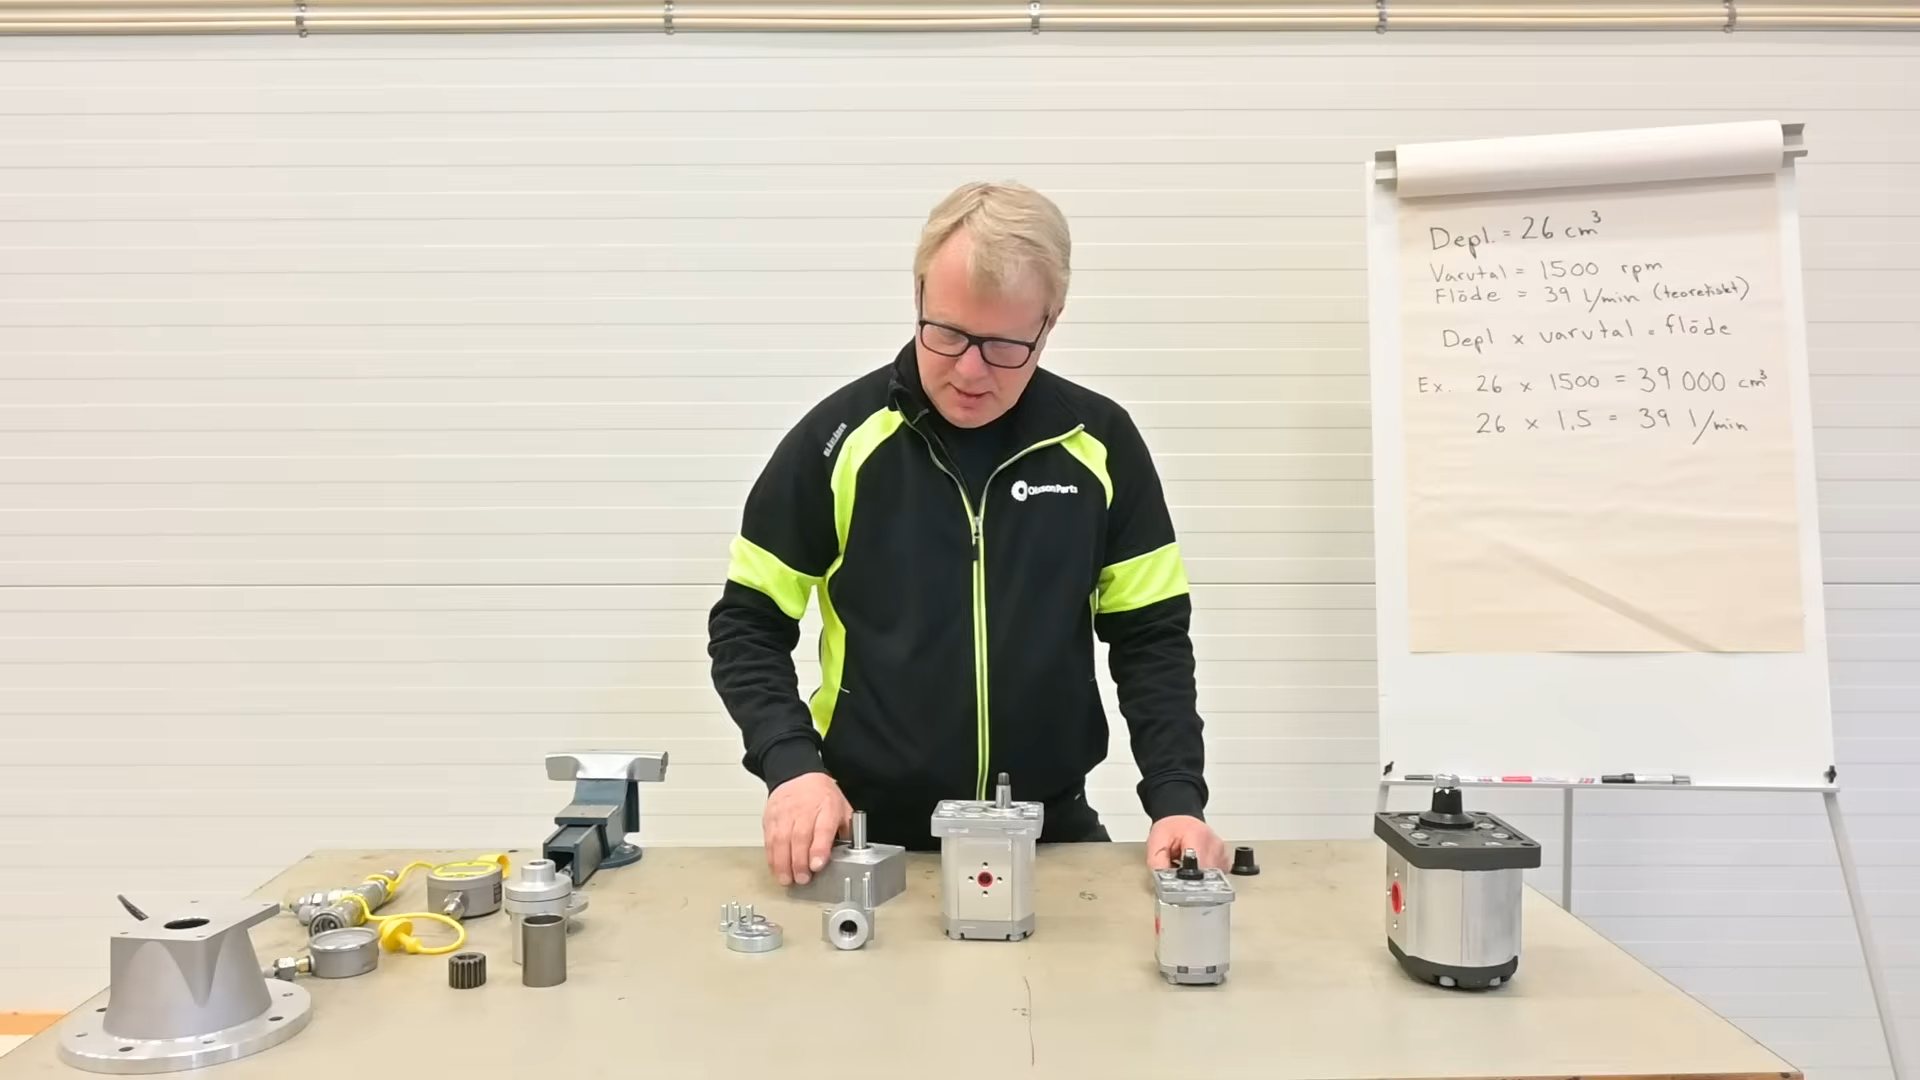 Depl. = 26 cm³
Varvtal = 1500 rpm
Flöde = 39 l/min (teoretiskt)
Depl x varvtal = flöde
Ex. 26 x 1500 = 39 000 cm³
26 x 1,5 = 39 l/min
BLÅKLÄDER
OlssonParts